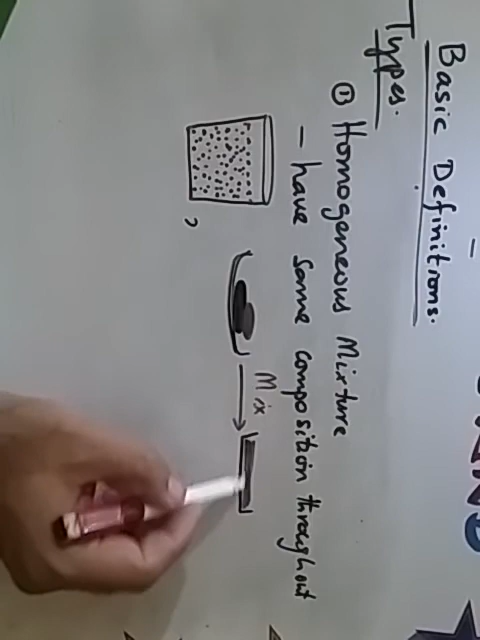 Basic Definitions.
Types.
① Homogeneous Mixture
- have same composition throughout
Mix